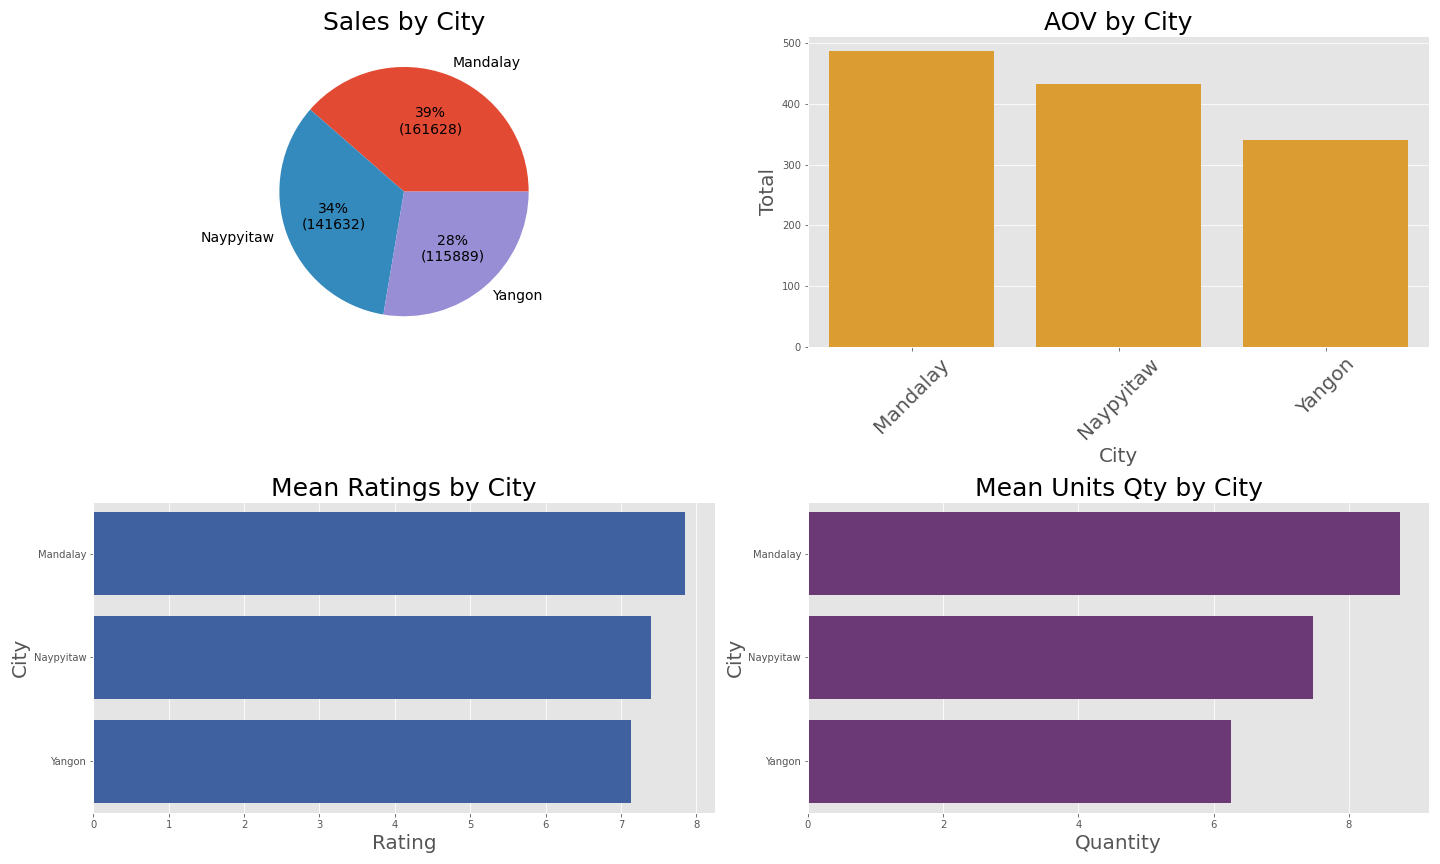 Sales by City
Mandalay
39%
(161628)
34%
(141632)
Naypyitaw
28%
(115889)
Yangon
AOV by City
500
400
300
200
100
0
Total
Mandalay
Naypyitaw
Yangon
City
Mean Ratings by City
Mandalay
Naypyitaw
Yangon
City
0 1 2 3 4 5 6 7 8
Rating
Mean Units Qty by City
Mandalay
Naypyitaw
Yangon
City
0 2 4 6 8
Quantity